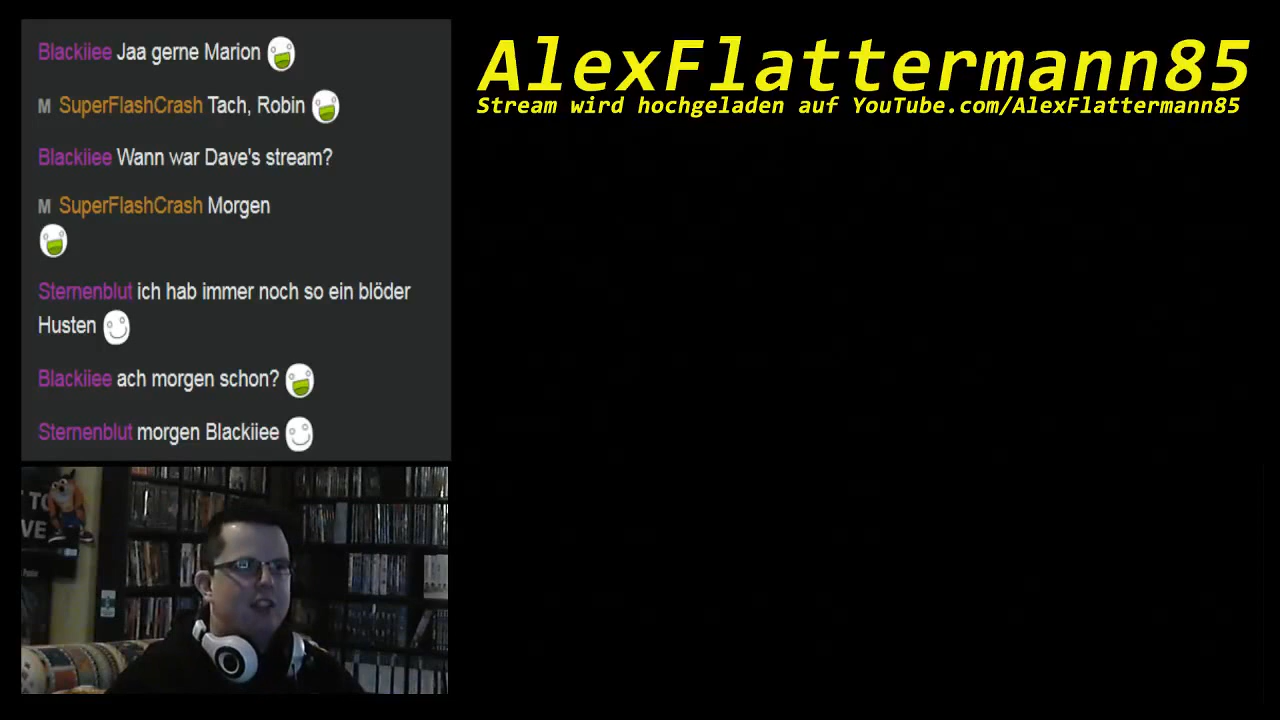 Blackiiee Jaa gerne Marion
M SuperFlashCrash Tach, Robin
Blackiiee Wann war Dave's stream?
M SuperFlashCrash Morgen
Sternenblut ich hab immer noch so ein blöder
Husten
Blackiiee ach morgen schon?
Sternenblut morgen Blackiiee
AlexFlattermann85
Stream wird hochgeladen auf YouTube.com/AlexFlattermann85
TO
VE